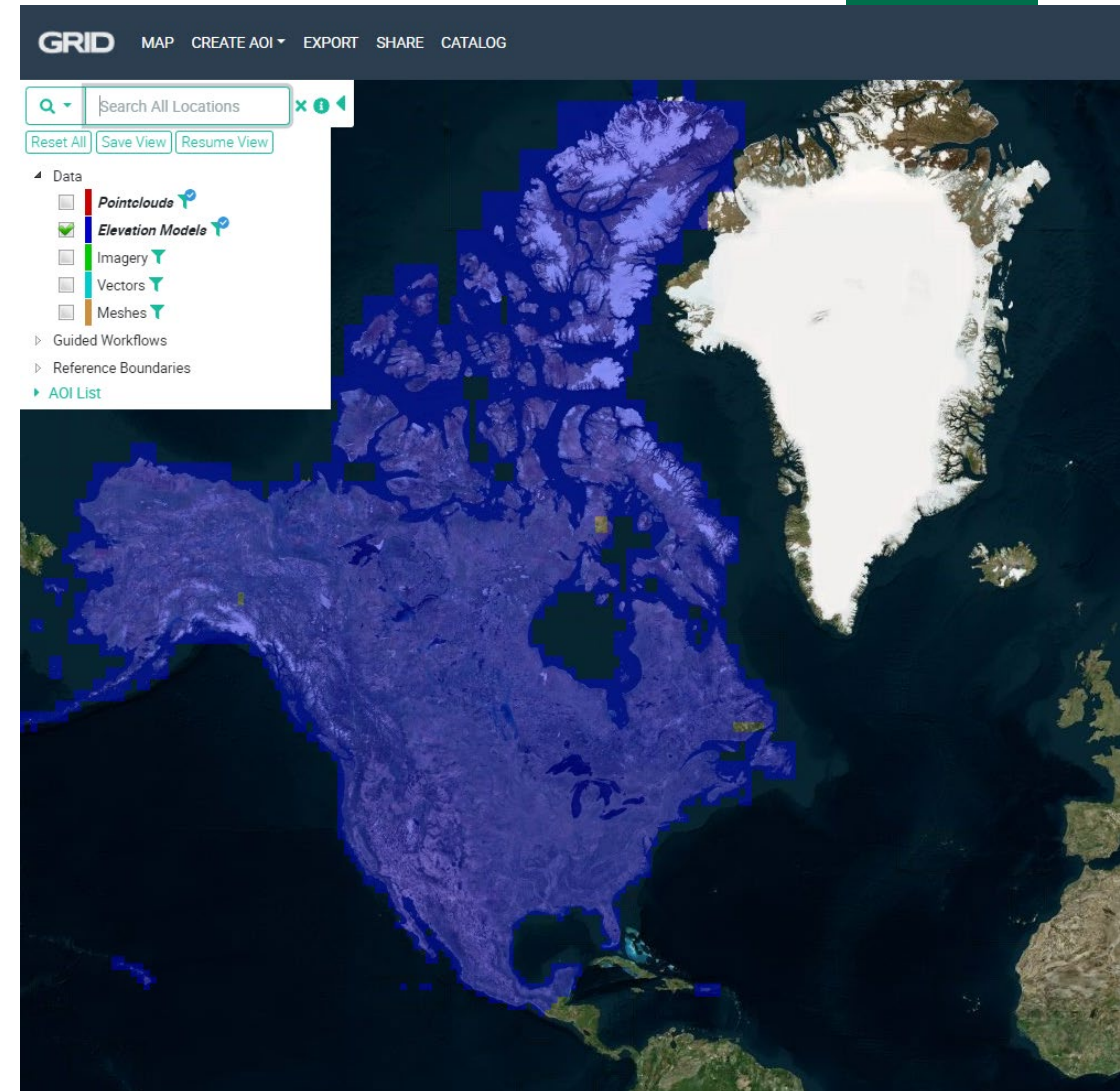 GRID MAP CREATE AOI EXPORT SHARE CATALOG
Search All Locations
Reset All Save View Resume View
Data
Pointclouds
Elevation Models
Imagery
Vectors
Meshes
Guided Workflows
Reference Boundaries
AOI List